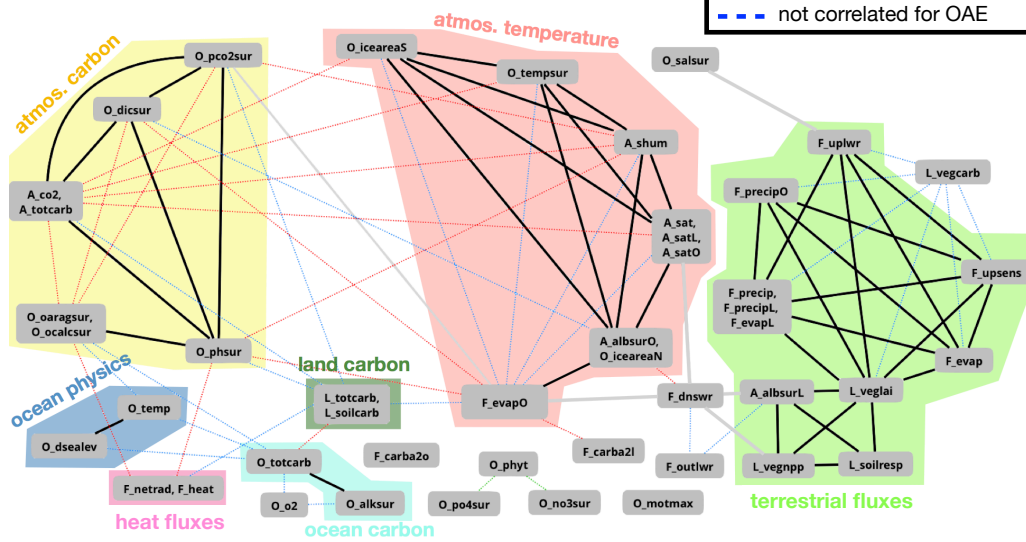 not correlated for OAE
atmos. temperature
atmos. carbon
O_iceareaS
O_pco2sur
O_salsur
O_tempsur
O_dicsur
A_shum
F_uplwr
L_vegcarb
F_precipO
A_co2,
A_totcarb
A_sat,
A_satL,
A_satO
F_upsens
F_precip,
F_precipL,
F_evapL
O_oaragsur,
O_ocalcsur
O_phsur
A_albsurO,
O_iceareaN
F_evap
land carbon
ocean physics
L_totcarb,
L_soilcarb
F_evapO
F_dnswr
A_albsurL
L_veglai
O_temp
O_dsealev
F_carba2o
F_carba2l
O_totcarb
O_phyt
F_outlwr
L_vegnpp
L_soilresp
F_netrad, F_heat
O_o2
O_alksur
O_po4sur
O_no3sur
O_motmax
terrestrial fluxes
heat fluxes
ocean carbon